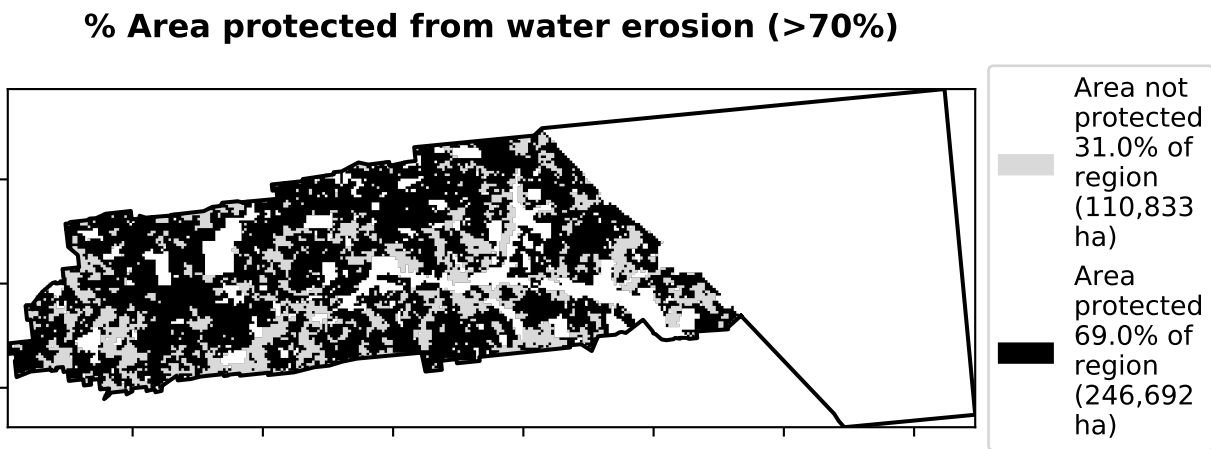 % Area protected from water erosion (>70%)
Area not
protected
31.0% of
region
(110,833
ha)
Area
protected
69.0% of
region
(246,692
ha)